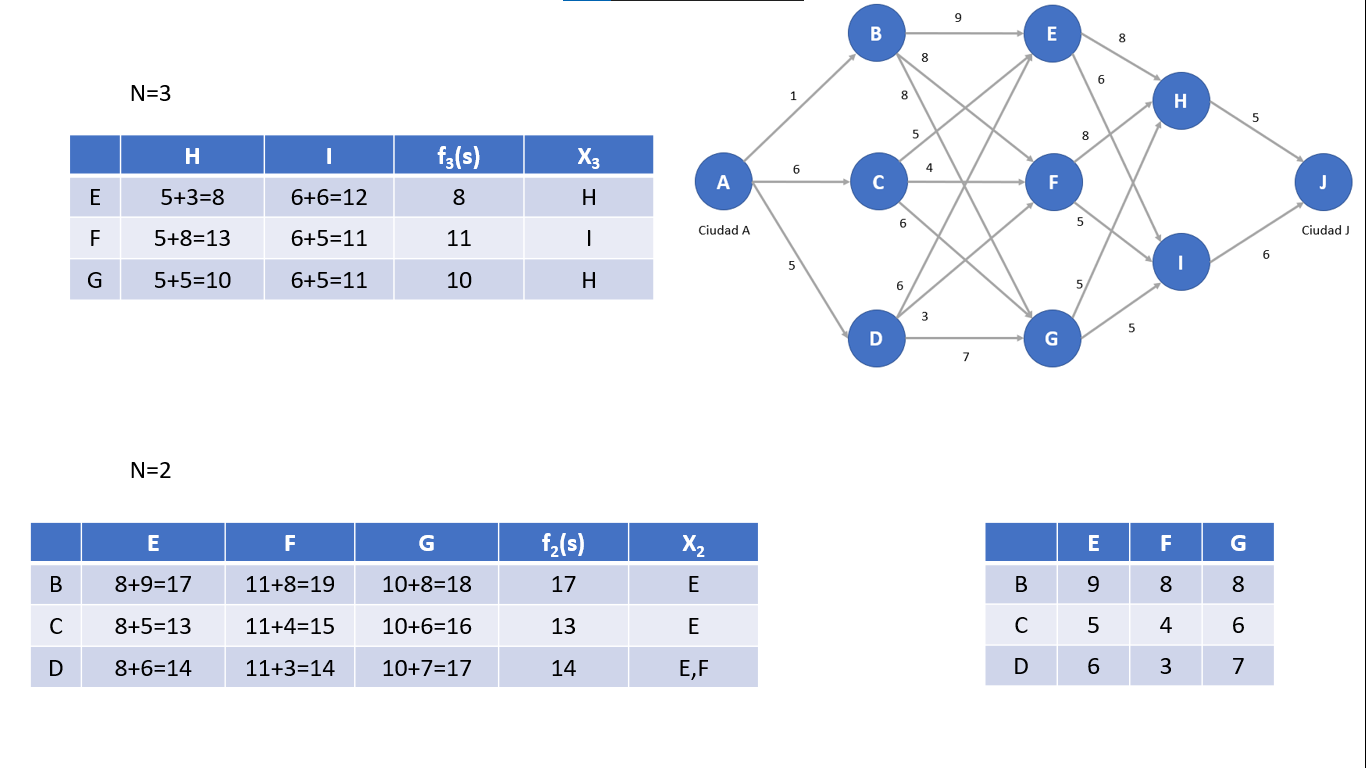 N=3
H I f3(s) X3
E 5+3=8 6+6=12 8 H
F 5+8=13 6+5=11 11 I
G 5+5=10 6+5=11 10 H
B 9 E 8
8 6
8 H
1 5 8 5
A 6 C 4 F J
Ciudad A 6 5 Ciudad J
5 I 6
6 5
3 5
D 7 G
N=2
E F G f2(s) X2
B 8+9=17 11+8=19 10+8=18 17 E
C 8+5=13 11+4=15 10+6=16 13 E
D 8+6=14 11+3=14 10+7=17 14 E,F
E F G
B 9 8 8
C 5 4 6
D 6 3 7